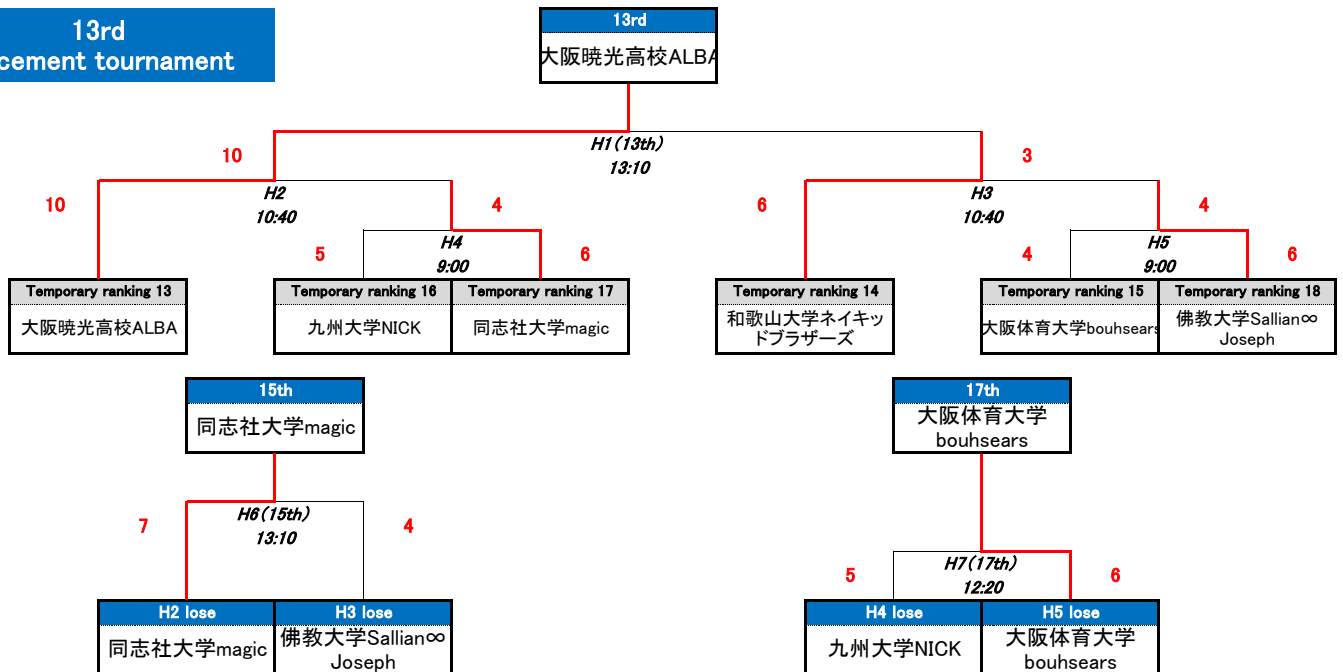 13rd
cement tournament
13rd
大阪暁光高校ALBA
H1(13th)
13:10
10
3
H2
10:40
H3
10:40
10
4
6
4
H4
9:00
H5
9:00
5
6
4
6
Temporary ranking 13
Temporary ranking 16
Temporary ranking 17
Temporary ranking 14
Temporary ranking 15
Temporary ranking 18
大阪暁光高校ALBA
九州大学NICK
同志社大学magic
和歌山大学ネイキッ
ドブラザーズ
大阪体育大学bouhsears
佛教大学Sallian∞
Joseph
15th
同志社大学magic
17th
大阪体育大学
bouhsears
7
H6(15th)
13:10
4
5
H7(17th)
12:20
6
H2 lose
H3 lose
同志社大学magic
佛教大学Sallian∞
Joseph
H4 lose
H5 lose
九州大学NICK
大阪体育大学
bouhsears